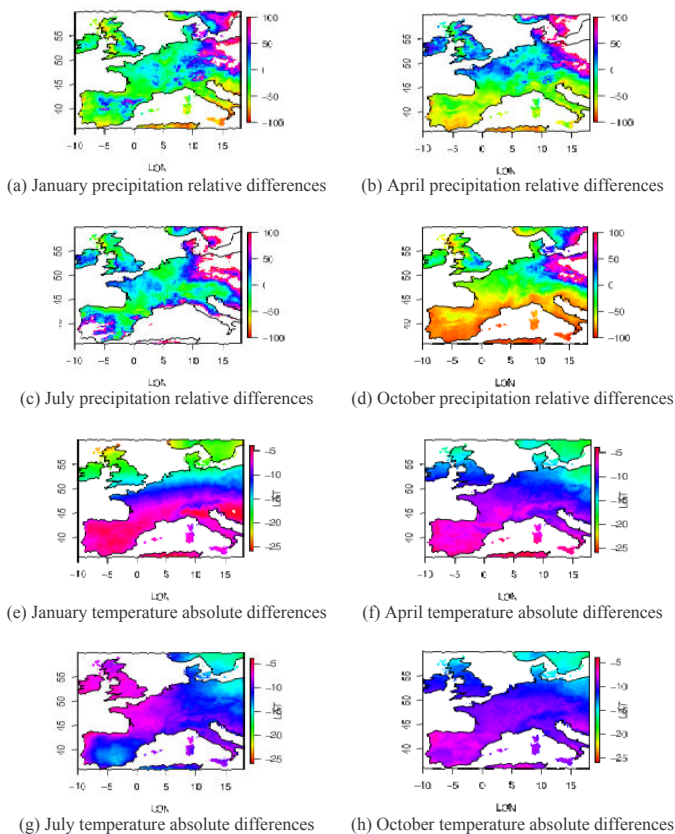 55 50 45 40
100 50 0 −50 −100
−10 −5 0 5 10 15
LON
55 50 45 40
100 50 0 −50 −100
−10 −5 0 5 10 15
LON
(a) January precipitation relative differences
(b) April precipitation relative differences
55 50 45 40
100 50 0 −50 −100
−10 −5 0 5 10 15
LON
55 50 45 40
100 50 0 −50 −100
−10 −5 0 5 10 15
LON
(c) July precipitation relative differences
(d) October precipitation relative differences
55 50 45 40
−5 −10 −15 −20 −25
LAT
−10 −5 0 5 10 15
LON
55 50 45 40
−5 −10 −15 −20 −25
LAT
−10 −5 0 5 10 15
LON
(e) January temperature absolute differences
(f) April temperature absolute differences
55 50 45 40
−5 −10 −15 −20 −25
LAT
−10 −5 0 5 10 15
LON
55 50 45 40
−5 −10 −15 −20 −25
LAT
−10 −5 0 5 10 15
LON
(g) July temperature absolute differences
(h) October temperature absolute differences